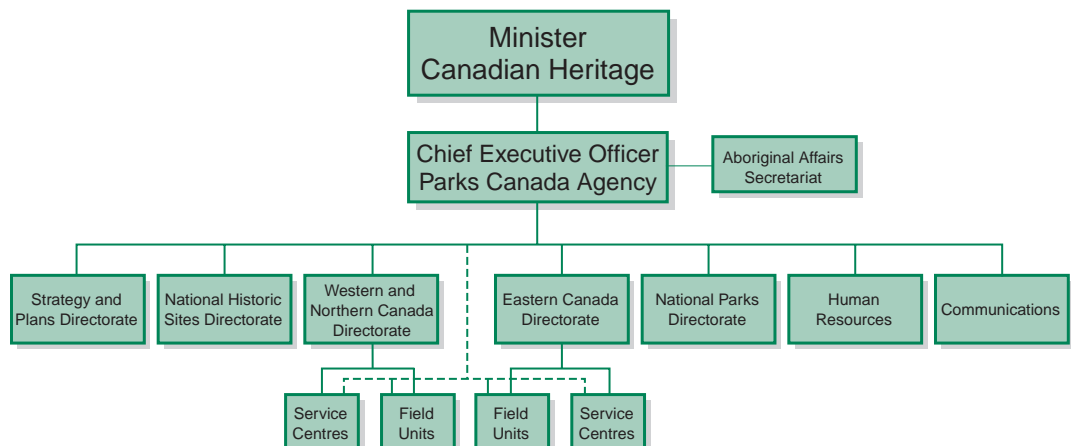 Minister
Canadian Heritage
Chief Executive Officer
Parks Canada Agency
Aboriginal Affairs
Secretariat
Strategy and
Plans Directorate
National Historic
Sites Directorate
Western and
Northern Canada
Directorate
Eastern Canada
Directorate
National Parks
Directorate
Human
Resources
Communications
Service
Centres
Field
Units
Field
Units
Service
Centres